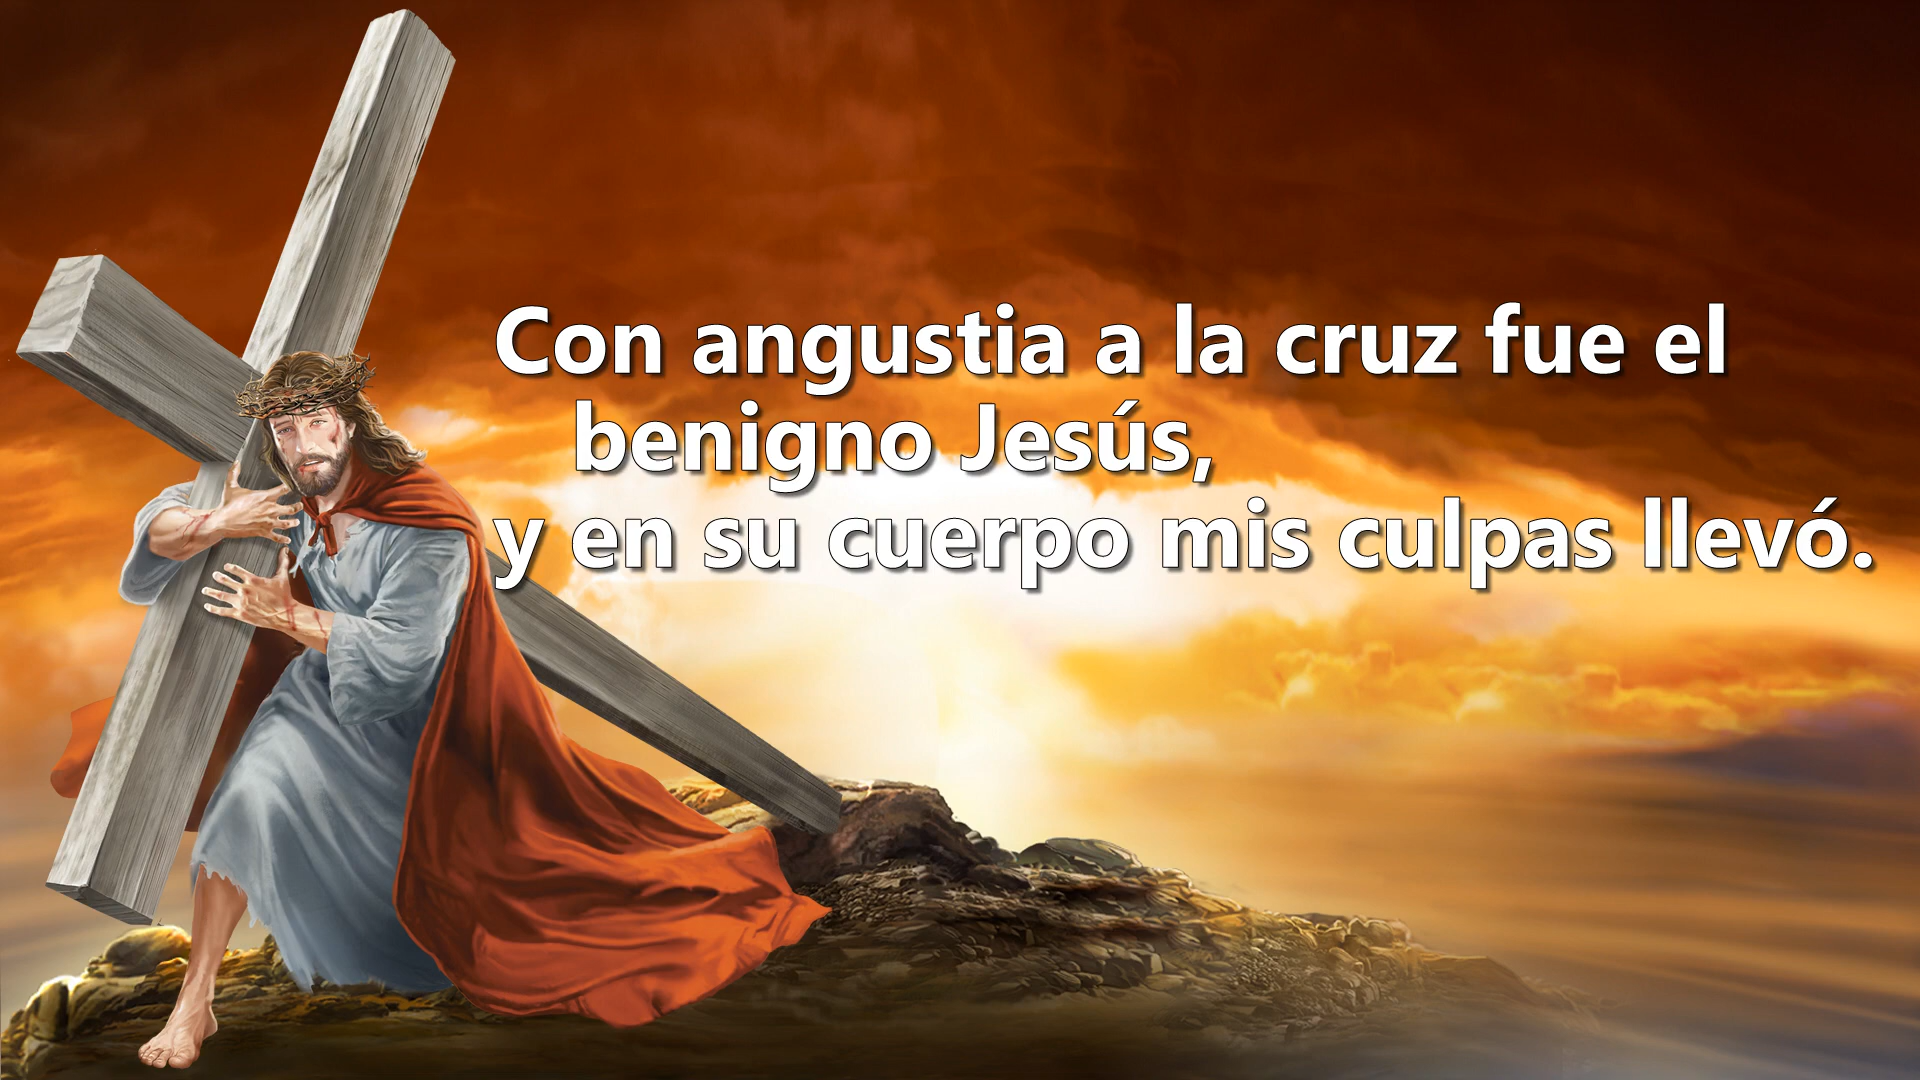 Con angustia a la cruz fue el
benigno Jesús,
y en su cuerpo mis culpas llevó.